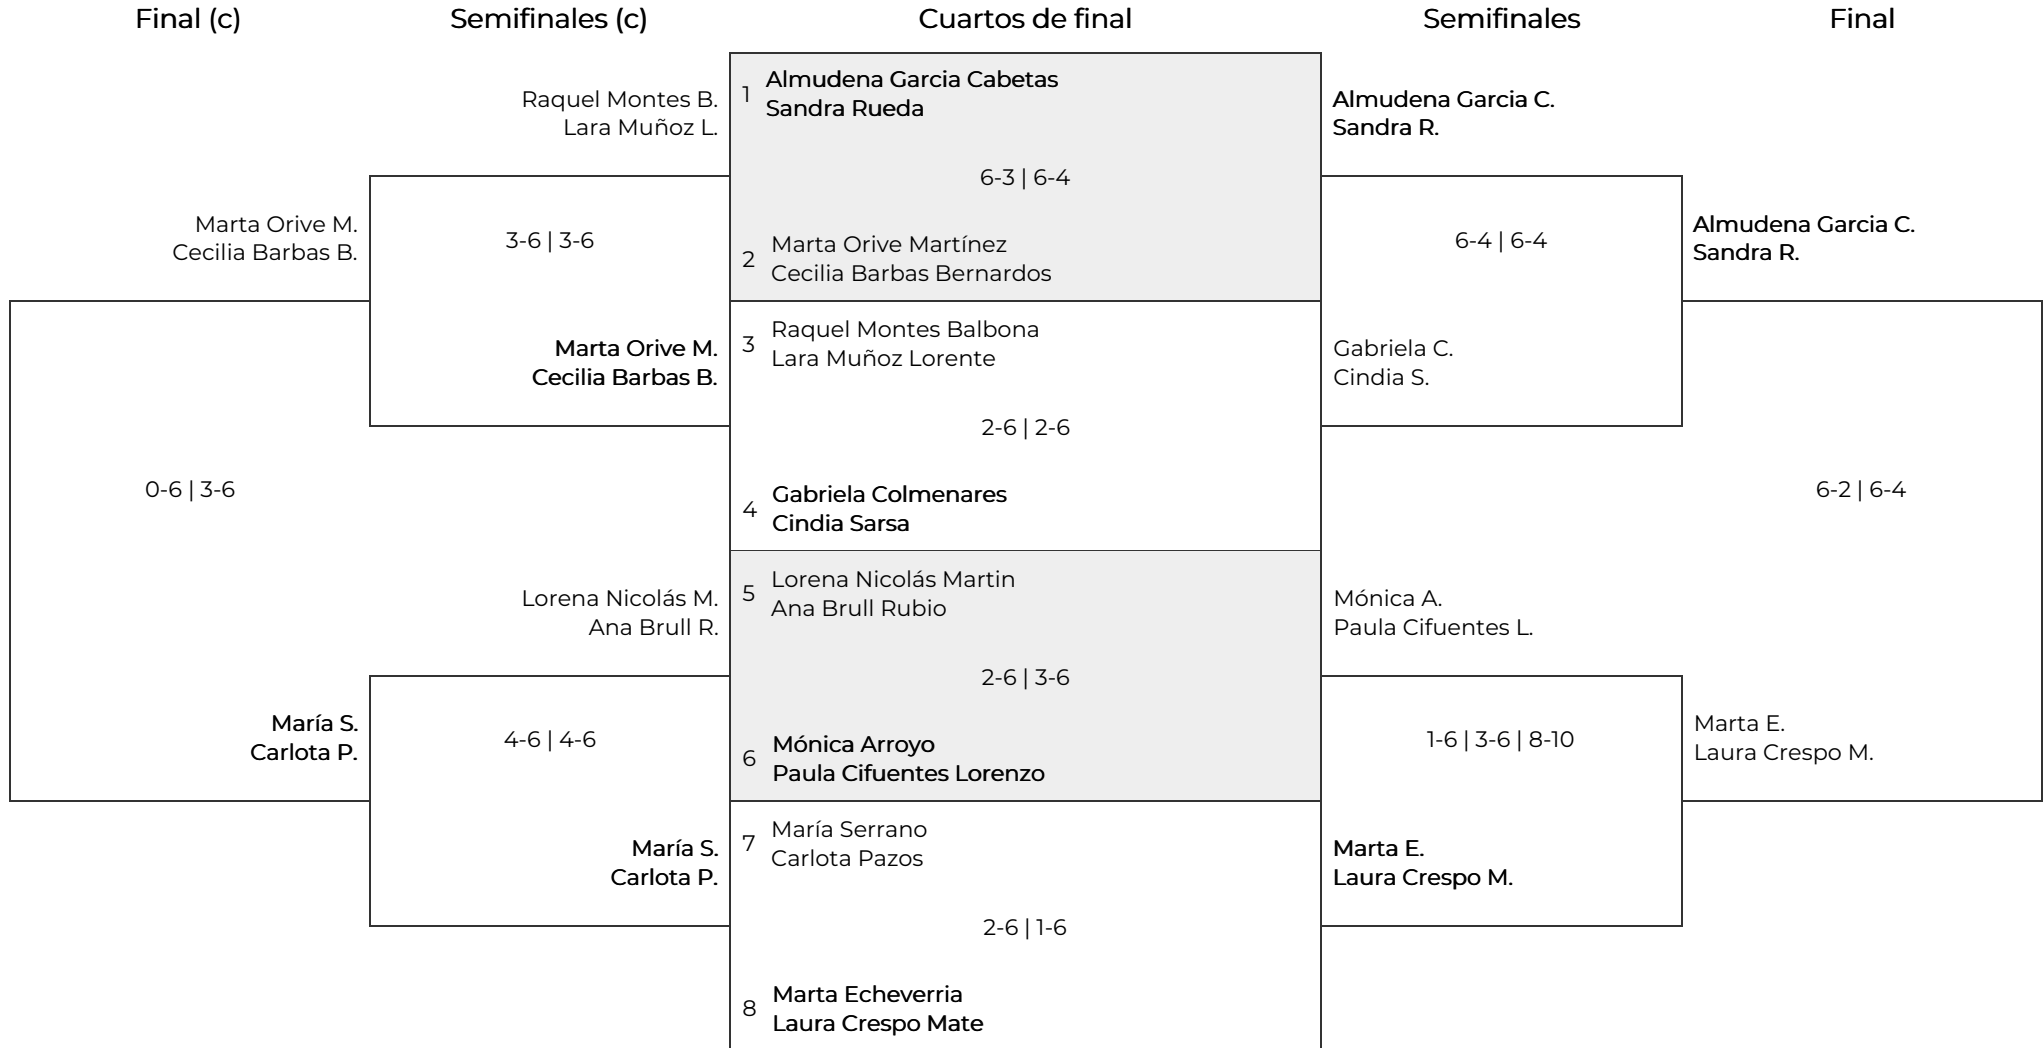 Final (c)
Semifinales (c)
Cuartos de final
Semifinales
Final
Marta Orive M.
Cecilia Barbas B.
0-6 | 3-6
María S.
Carlota P.
Raquel Montes B.
Lara Muñoz L.
3-6 | 3-6
Marta Orive M.
Cecilia Barbas B.
Lorena Nicolás M.
Ana Brull R.
4-6 | 4-6
María S.
Carlota P.
1
Almudena Garcia Cabetas
Sandra Rueda
6-3 | 6-4
2
Marta Orive Martínez
Cecilia Barbas Bernardos
3
Raquel Montes Balbona
Lara Muñoz Lorente
2-6 | 2-6
4
Gabriela Colmenares
Cindia Sarsa
5
Lorena Nicolás Martin
Ana Brull Rubio
2-6 | 3-6
6
Mónica Arroyo
Paula Cifuentes Lorenzo
7
María Serrano
Carlota Pazos
2-6 | 1-6
8
Marta Echeverria
Laura Crespo Mate
Almudena Garcia C.
Sandra R.
6-4 | 6-4
Gabriela C.
Cindia S.
Mónica A.
Paula Cifuentes L.
1-6 | 3-6 | 8-10
Marta E.
Laura Crespo M.
Almudena Garcia C.
Sandra R.
6-2 | 6-4
Marta E.
Laura Crespo M.